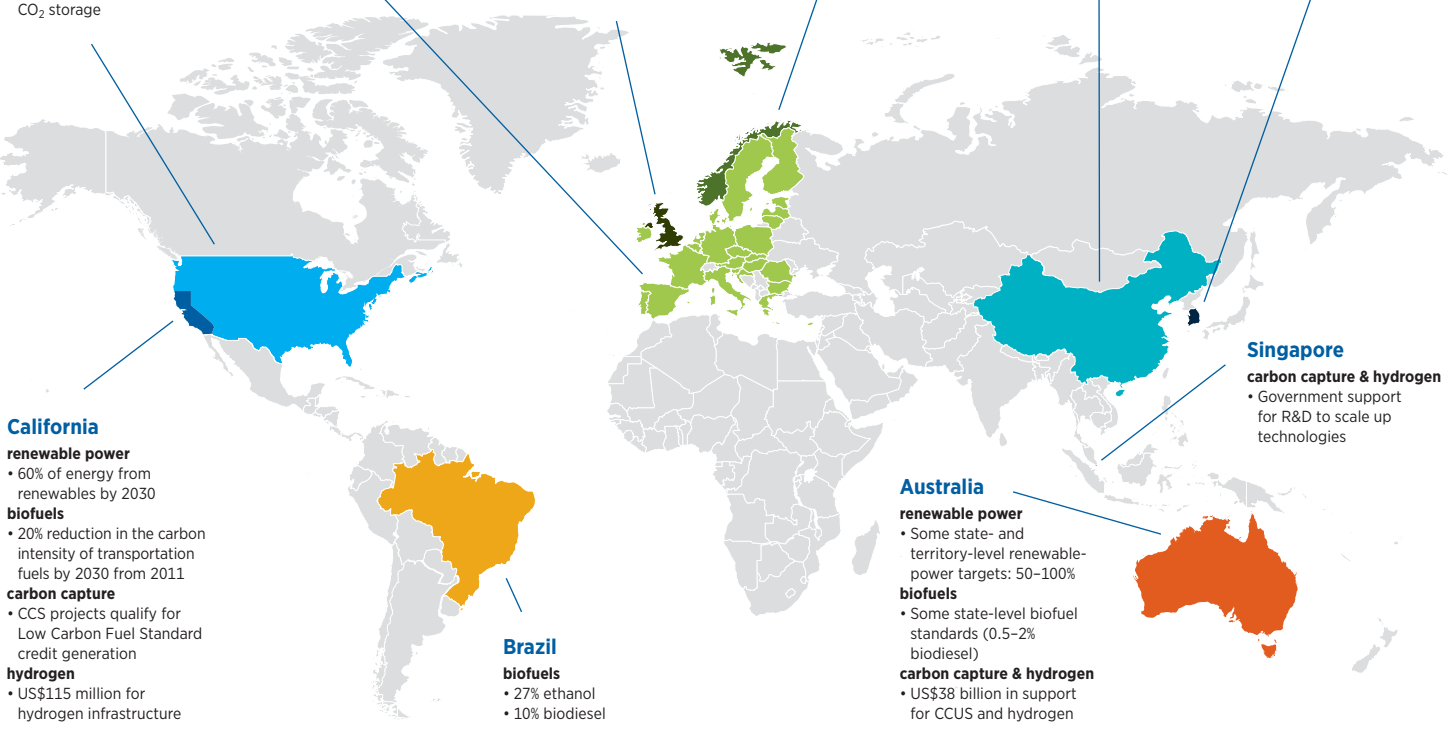 CO₂ storage
California
renewable power
• 60% of energy from
renewables by 2030
biofuels
• 20% reduction in the carbon
intensity of transportation
fuels by 2030 from 2011
carbon capture
• CCS projects qualify for
Low Carbon Fuel Standard
credit generation
hydrogen
• US$115 million for
hydrogen infrastructure
Brazil
biofuels
• 27% ethanol
• 10% biodiesel
Australia
renewable power
• Some state- and
territory-level renewable-
power targets: 50–100%
biofuels
• Some state-level biofuel
standards (0.5–2%
biodiesel)
carbon capture & hydrogen
• US$38 billion in support
for CCUS and hydrogen
Singapore
carbon capture & hydrogen
• Government support
for R&D to scale up
technologies